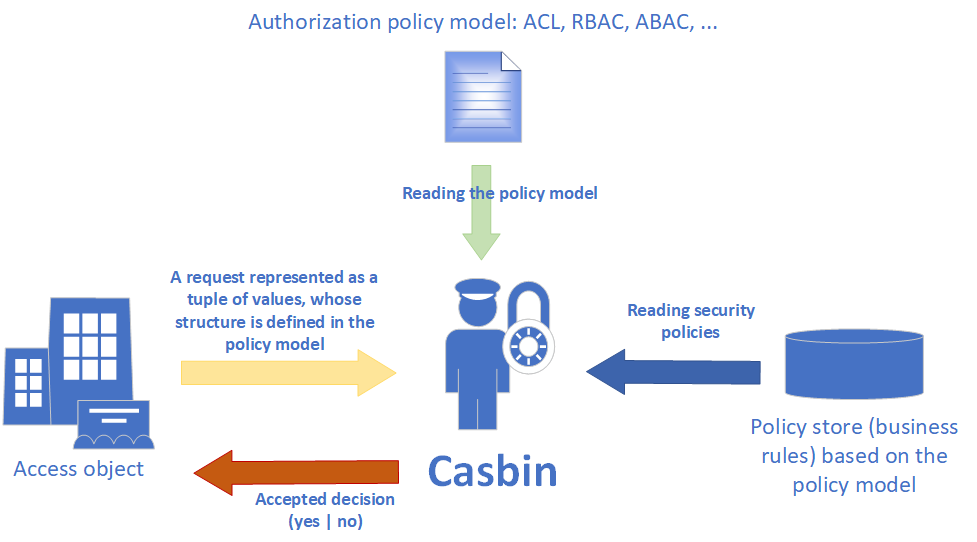 Authorization policy model: ACL, RBAC, ABAC, ...
Reading the policy model
A request represented as a
tuple of values, whose
structure is defined in the
policy model
Reading security
policies
Access object
Accepted decision
(yes | no)
Casbin
Policy store (business
rules) based on the
policy model